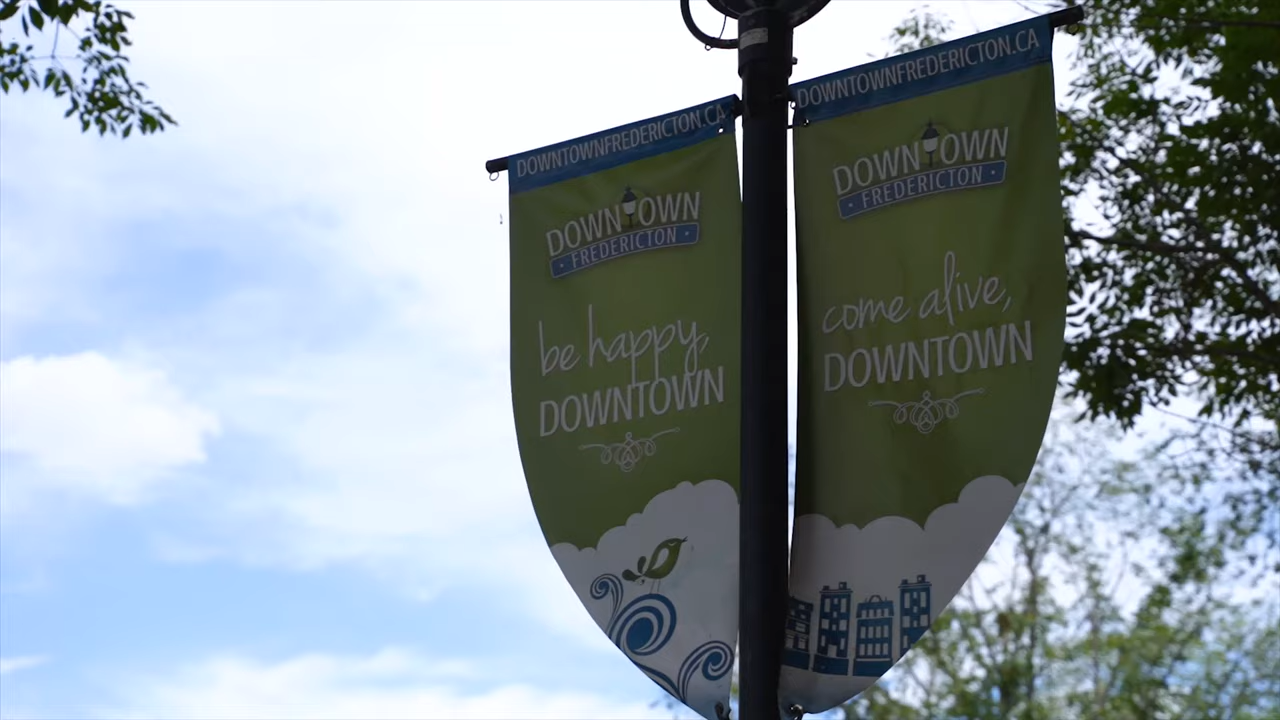 DOWNTOWNFREDERICTON.CA
DOWNTOWN
• FREDERICTON •
be happy,
DOWNTOWN
DOWNTOWNFREDERICTON.CA
DOWNTOWN
• FREDERICTON •
come alive,
DOWNTOWN